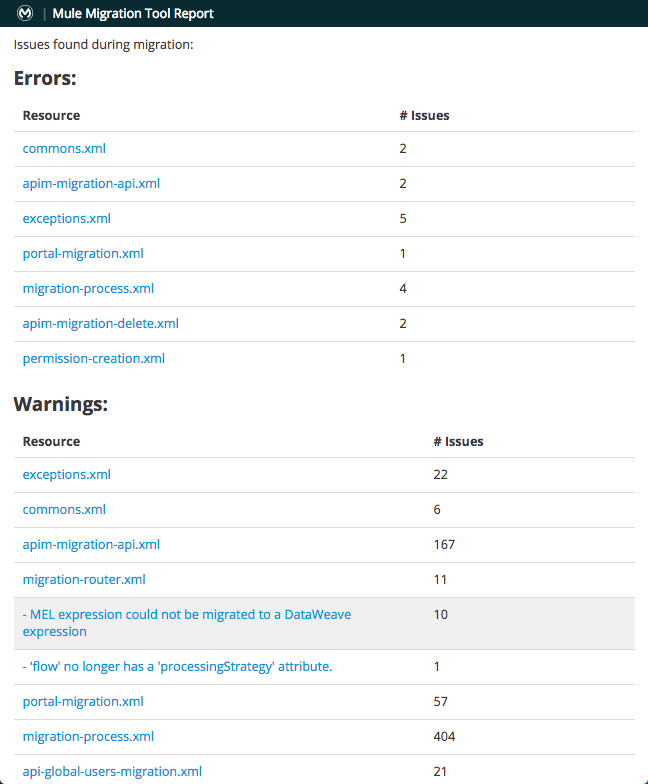 | Mule Migration Tool Report
Issues found during migration:
Errors:
Resource # Issues
commons.xml 2
apim-migration-api.xml 2
exceptions.xml 5
portal-migration.xml 1
migration-process.xml 4
apim-migration-delete.xml 2
permission-creation.xml 1
Warnings:
Resource # Issues
exceptions.xml 22
commons.xml 6
apim-migration-api.xml 167
migration-router.xml 11
- MEL expression could not be migrated to a DataWeave 10
expression
- 'flow' no longer has a 'processingStrategy' attribute. 1
portal-migration.xml 57
migration-process.xml 404
api-global-users-migration.xml 21